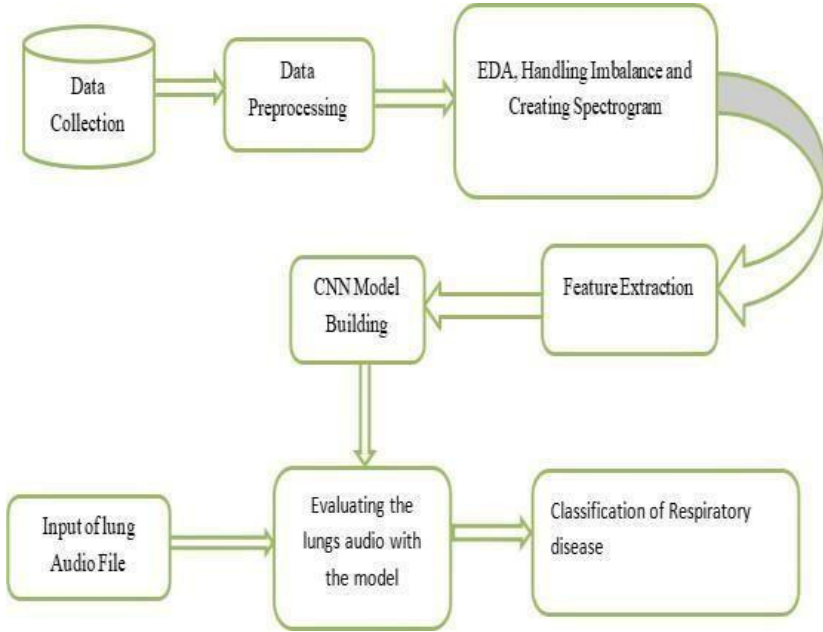 Data
Collection
Data
Preprocessing
EDA, Handling Imbalance and
Creating Spectrogram
Feature Extraction
CNN Model
Building
Input of lung
Audio File
Evaluating the
lungs audio with
the model
Classification of Respiratory
disease